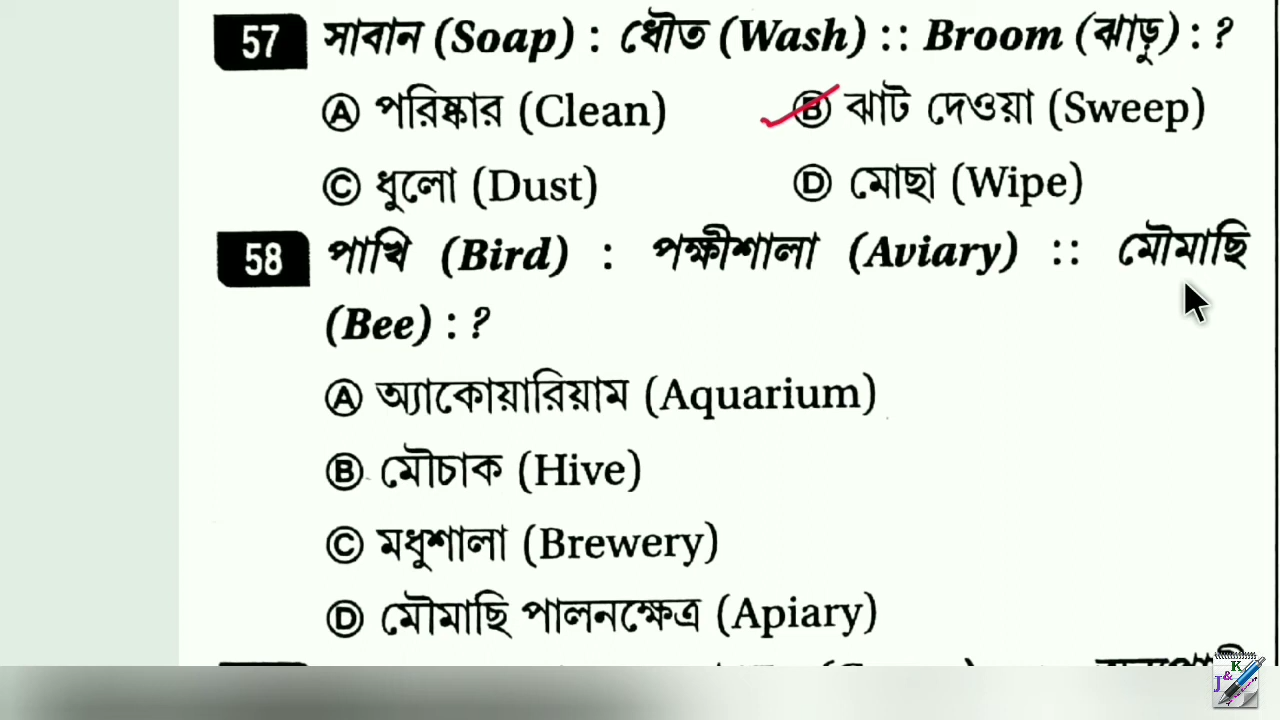 57 সাবান (Soap) : ধৌত (Wash) :: Broom (ঝাড়ু) : ?
Ⓐ পরিষ্কার (Clean) Ⓑ ঝাট দেওয়া (Sweep)
Ⓒ ধুলো (Dust) Ⓓ মোছা (Wipe)
58 পাখি (Bird) : পক্ষীশালা (Aviary) :: মৌমাছি
(Bee) : ?
Ⓐ অ্যাকোয়ারিয়াম (Aquarium)
Ⓑ মৌচাক (Hive)
Ⓒ মধুশালা (Brewery)
Ⓓ মৌমাছি পালনক্ষেত্র (Apiary)
J&K